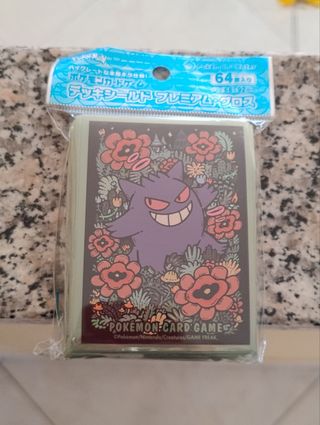 64枚入り
ポケモンカードゲーム
デッキシールド プレミアム・グロス
POKÉMON CARD GAME
©Pokémon/Nintendo/Creatures/GAME FREAK.